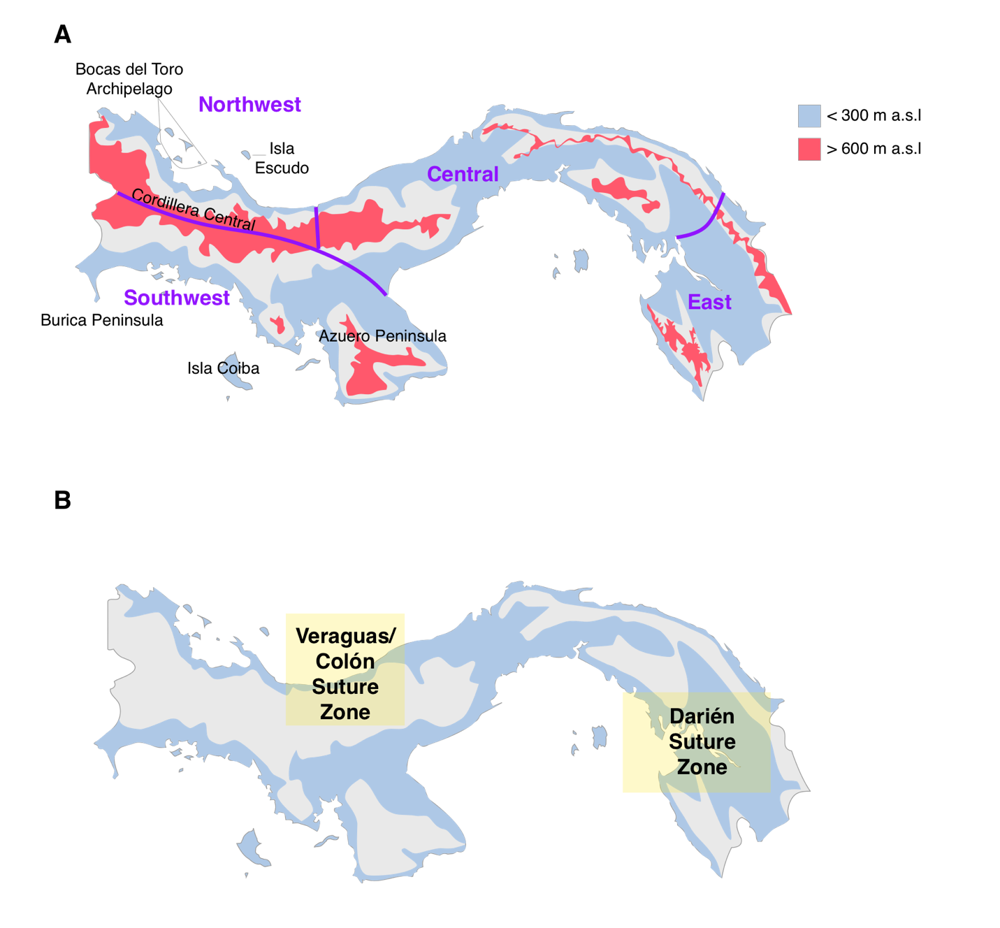 A
Bocas del Toro
Archipelago
Northwest
< 300 m a.s.l
> 600 m a.s.l
Isla
Escudo
Central
Cordillera Central
Southwest
East
Burica Peninsula
Azuero Peninsula
Isla Coiba
B
Veraguas/
Colón
Suture
Zone
Darién
Suture
Zone